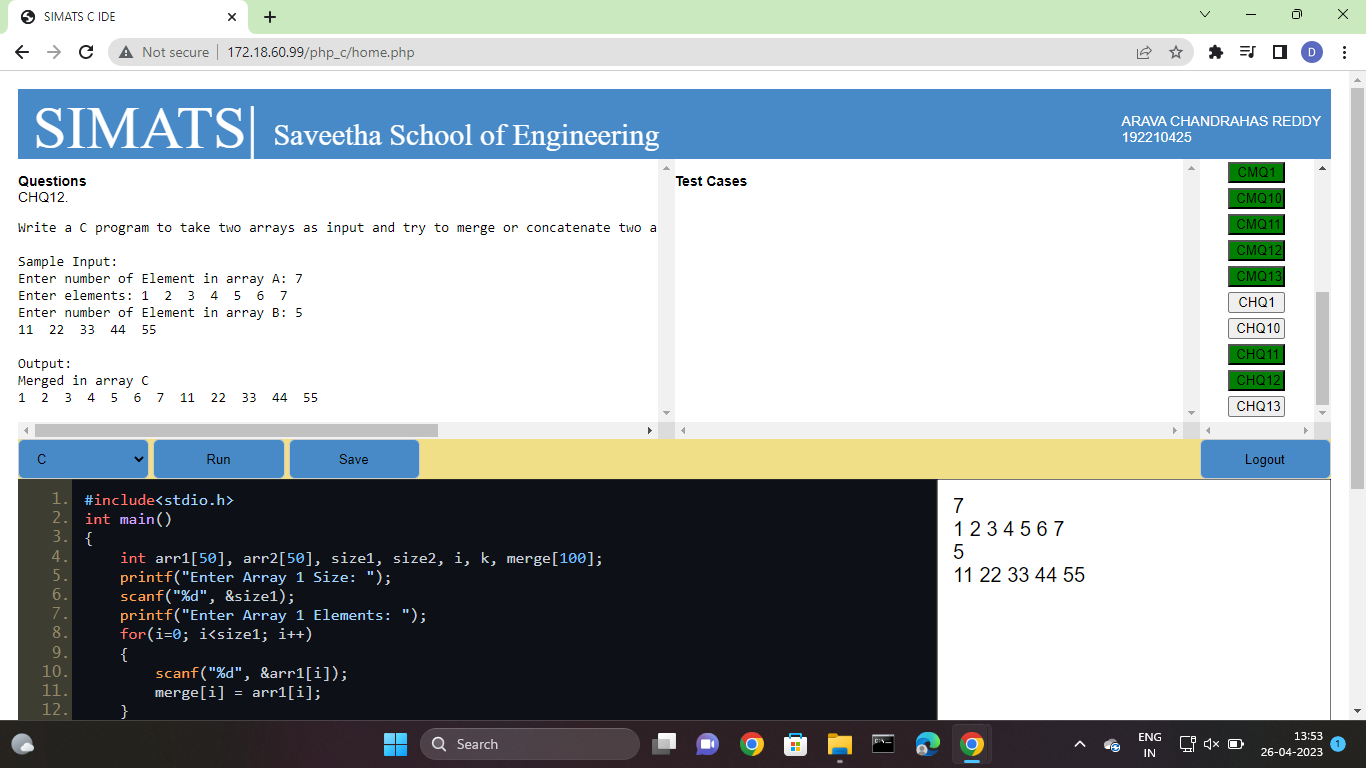 SIMATS C IDE
Not secure
172.18.60.99/php_c/home.php
D
SIMATS| Saveetha School of Engineering
ARAVA CHANDRAHAS REDDY
192210425
Questions
CHQ12.
Write a C program to take two arrays as input and try to merge or concatenate two a
Sample Input:
Enter number of Element in array A: 7
Enter elements: 1 2 3 4 5 6 7
Enter number of Element in array B: 5
11 22 33 44 55
Output:
Merged in array C
1 2 3 4 5 6 7 11 22 33 44 55
Test Cases
CMQ1
CMQ10
CMQ11
CMQ12
CMQ13
CHQ1
CHQ10
CHQ11
CHQ12
CHQ13
C
Run
Save
Logout
1. #include<stdio.h>
2. int main()
3. {
4. int arr1[50], arr2[50], size1, size2, i, k, merge[100];
5. printf("Enter Array 1 Size: ");
6. scanf("%d", &size1);
7. printf("Enter Array 1 Elements: ");
8. for(i=0; i<size1; i++)
9. {
10. scanf("%d", &arr1[i]);
11. merge[i] = arr1[i];
12. }
7
1 2 3 4 5 6 7
5
11 22 33 44 55
Search
ENG
IN
13:53
26-04-2023
1